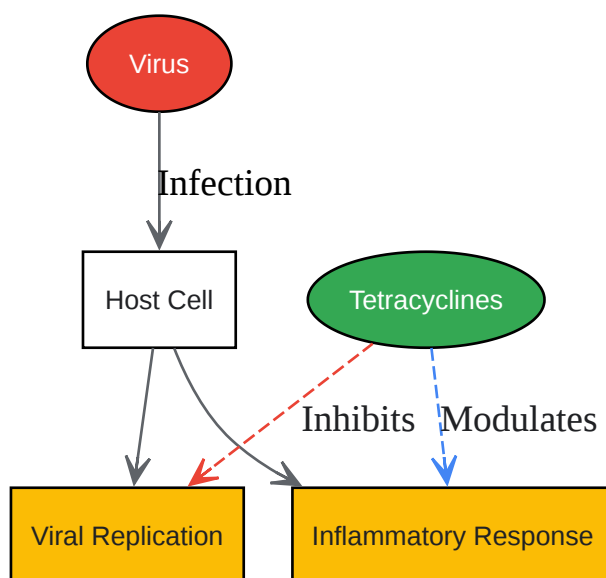 Virus
Infection
Host Cell
Tetracyclines
Inhibits
Modulates
Viral Replication
Inflammatory Response